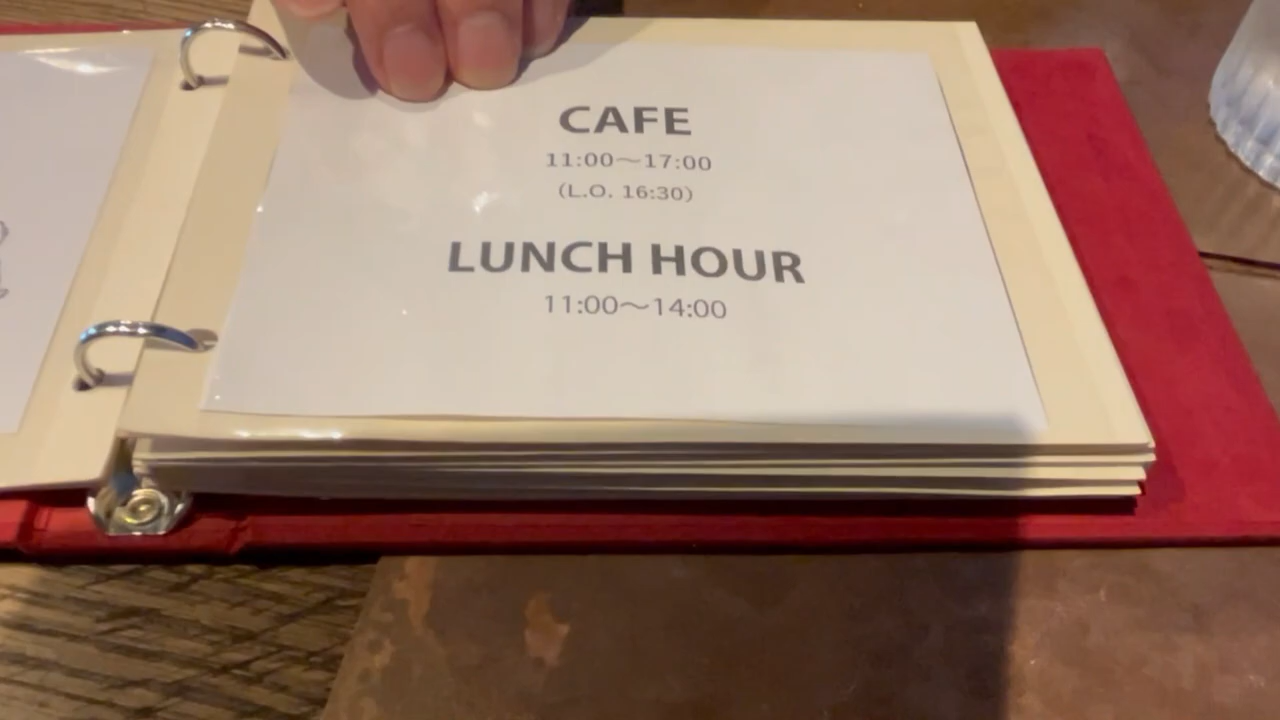 CAFE
11:00〜17:00
(L.O. 16:30)
LUNCH HOUR
11:00〜14:00